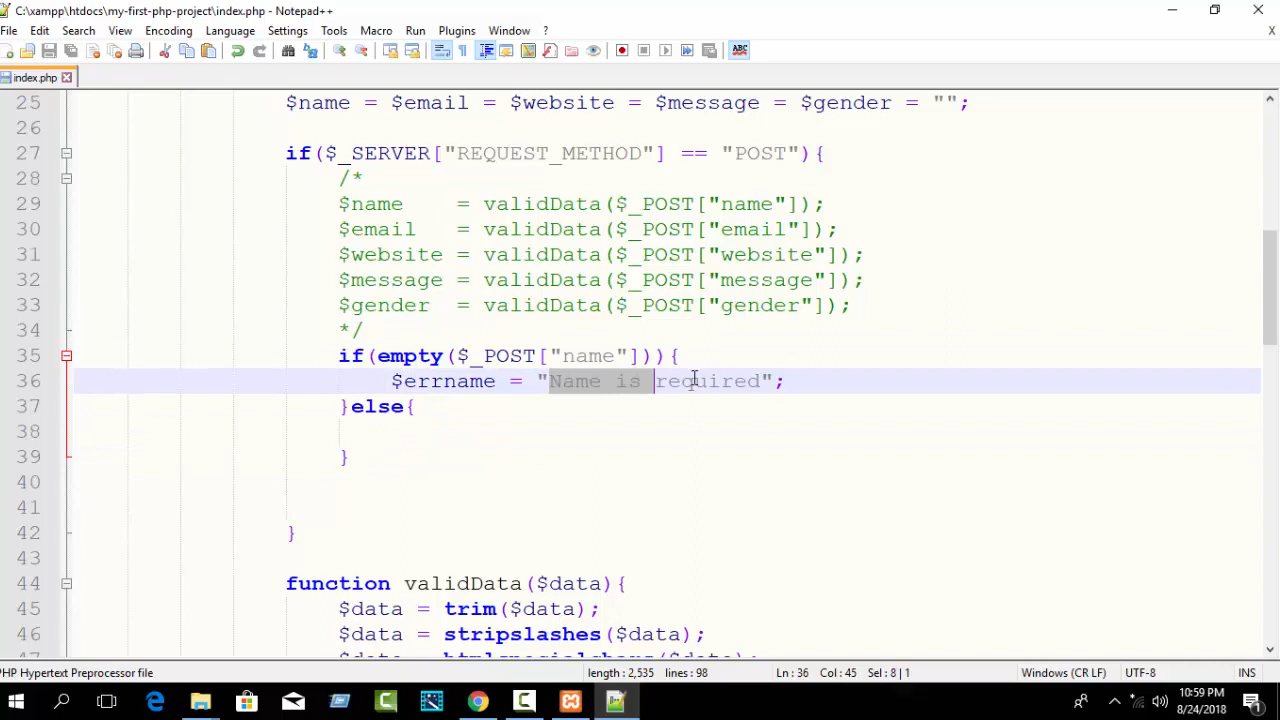 C:\xampp\htdocs\my-first-php-project\index.php - Notepad++
File Edit Search View Encoding Language Settings Tools Macro Run Plugins Window ? X
ABC
index.php
25 $name = $email = $website = $message = $gender = "";
26
27 if($_SERVER["REQUEST_METHOD"] == "POST"){
28 /*
29 $name = validData($_POST["name"]);
30 $email = validData($_POST["email"]);
31 $website = validData($_POST["website"]);
32 $message = validData($_POST["message"]);
33 $gender = validData($_POST["gender"]);
34 */
35 if(empty($_POST["name"])){
36 $errname = "Name is required";
37 }else{
38
39 }
40
41
42 }
43
44 function validData($data){
45 $data = trim($data);
46 $data = stripslashes($data);
47 $data = htmlspecialchars($data);
PHP Hypertext Preprocessor file length : 2,535 lines : 98 Ln : 36 Col : 45 Sel : 8 | 1 Windows (CR LF) UTF-8 INS
10:59 PM
8/24/2018